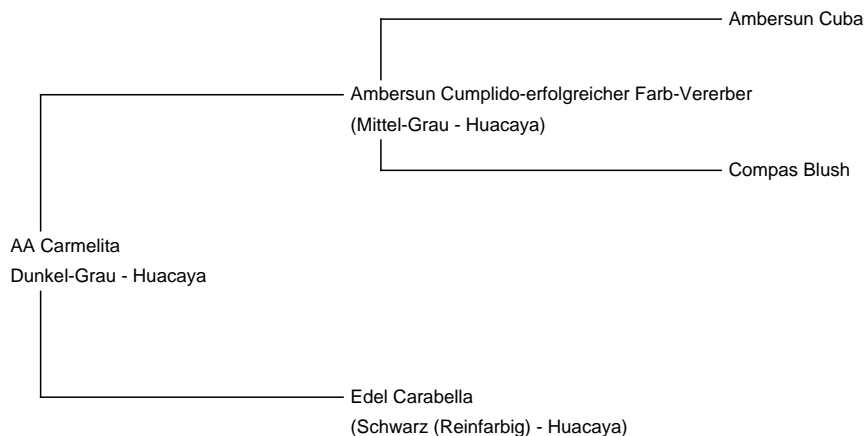 Ambersun Cuba
Ambersun Cumplido-erfolgreicher Farb-Vererber
(Mittel-Grau - Huacaya)
Compas Blush
AA Carmelita
Dunkel-Grau - Huacaya
Edel Carabella
(Schwarz (Reinfarbig) - Huacaya)